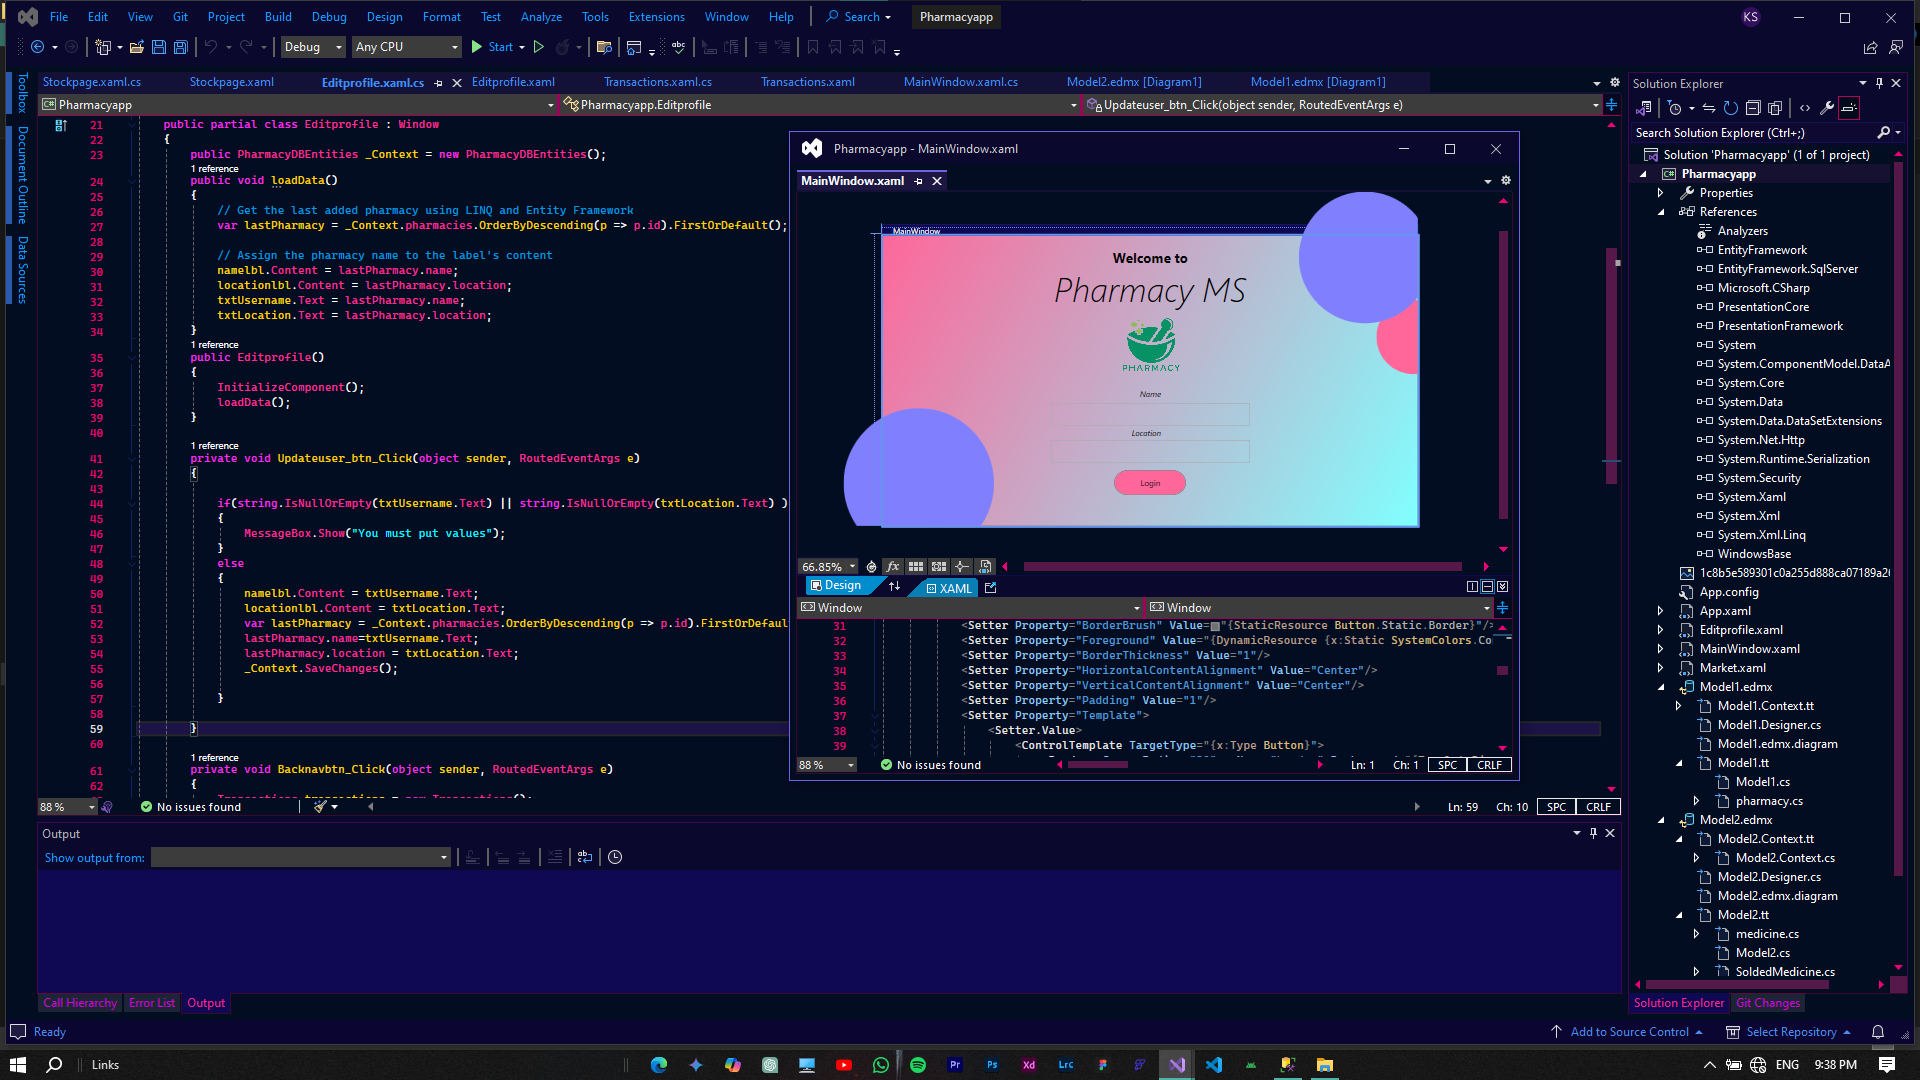 File Edit View Git Project Build Debug Design Format Test Analyze Tools Extensions Window Help Search Pharmacyapp KS
Debug Any CPU Start
Stockpage.xaml.cs Stockpage.xaml Editprofile.xaml.cs Editprofile.xaml Transactions.xaml.cs Transactions.xaml MainWindow.xaml.cs Model2.edmx [Diagram1] Model1.edmx [Diagram1]
Pharmacyapp Pharmacyapp.Editprofile Updateuser_btn_Click(object sender, RoutedEventArgs e)
Toolbox
Document Outline
Data Sources
21 public partial class Editprofile : Window
22 {
23 public PharmacyDBEntities _Context = new PharmacyDBEntities();
1 reference
24 public void loadData()
25 {
26 // Get the last added pharmacy using LINQ and Entity Framework
27 var lastPharmacy = _Context.pharmacies.OrderByDescending(p => p.id).FirstOrDefault();
28
29 // Assign the pharmacy name to the label's content
30 namelbl.Content = lastPharmacy.name;
31 locationlbl.Content = lastPharmacy.location;
32 txtUsername.Text = lastPharmacy.name;
33 txtLocation.Text = lastPharmacy.location;
34 }
1 reference
35 public Editprofile()
36 {
37 InitializeComponent();
38 loadData();
39 }
40
1 reference
41 private void Updateuser_btn_Click(object sender, RoutedEventArgs e)
42 {
43
44 if(string.IsNullOrEmpty(txtUsername.Text) || string.IsNullOrEmpty(txtLocation.Text) )
45 {
46 MessageBox.Show("You must put values");
47 }
48 else
49 {
50 namelbl.Content = txtUsername.Text;
51 locationlbl.Content = txtLocation.Text;
52 var lastPharmacy = _Context.pharmacies.OrderByDescending(p => p.id).FirstOrDefault
53 lastPharmacy.name=txtUsername.Text;
54 lastPharmacy.location = txtLocation.Text;
55 _Context.SaveChanges();
56
57 }
58
59 }
60
1 reference
61 private void Backnavbtn_Click(object sender, RoutedEventArgs e)
62 {
88 % No issues found Ln: 59 Ch: 10 SPC CRLF
Pharmacyapp - MainWindow.xaml
MainWindow.xaml
MainWindow
Welcome to
Pharmacy MS
PHARMACY
Name
Location
Login
66.85% fx
Design XAML
Window Window
31 <Setter Property="BorderBrush" Value="{StaticResource Button.Static.Border}"/>
32 <Setter Property="Foreground" Value="{DynamicResource {x:Static SystemColors.Co
33 <Setter Property="BorderThickness" Value="1"/>
34 <Setter Property="HorizontalContentAlignment" Value="Center"/>
35 <Setter Property="VerticalContentAlignment" Value="Center"/>
36 <Setter Property="Padding" Value="1"/>
37 <Setter Property="Template">
38 <Setter.Value>
39 <ControlTemplate TargetType="{x:Type Button}">
88 % No issues found Ln: 1 Ch: 1 SPC CRLF
Output
Show output from:
Call Hierarchy Error List Output
Solution Explorer
Search Solution Explorer (Ctrl+;)
Solution 'Pharmacyapp' (1 of 1 project)
Pharmacyapp
Properties
References
Analyzers
EntityFramework
EntityFramework.SqlServer
Microsoft.CSharp
PresentationCore
PresentationFramework
System
System.ComponentModel.DataA
System.Core
System.Data
System.Data.DataSetExtensions
System.Net.Http
System.Runtime.Serialization
System.Security
System.Xaml
System.Xml
System.Xml.Linq
WindowsBase
1c8b5e589301c0a255d888ca07189a2
App.config
App.xaml
Editprofile.xaml
MainWindow.xaml
Market.xaml
Model1.edmx
Model1.Context.tt
Model1.Designer.cs
Model1.edmx.diagram
Model1.tt
Model1.cs
pharmacy.cs
Model2.edmx
Model2.Context.tt
Model2.Context.cs
Model2.Designer.cs
Model2.edmx.diagram
Model2.tt
medicine.cs
Model2.cs
SoldedMedicine.cs
Solution Explorer Git Changes
Ready Add to Source Control Select Repository
Links Pr Ps Xd LrC ENG 9:38 PM